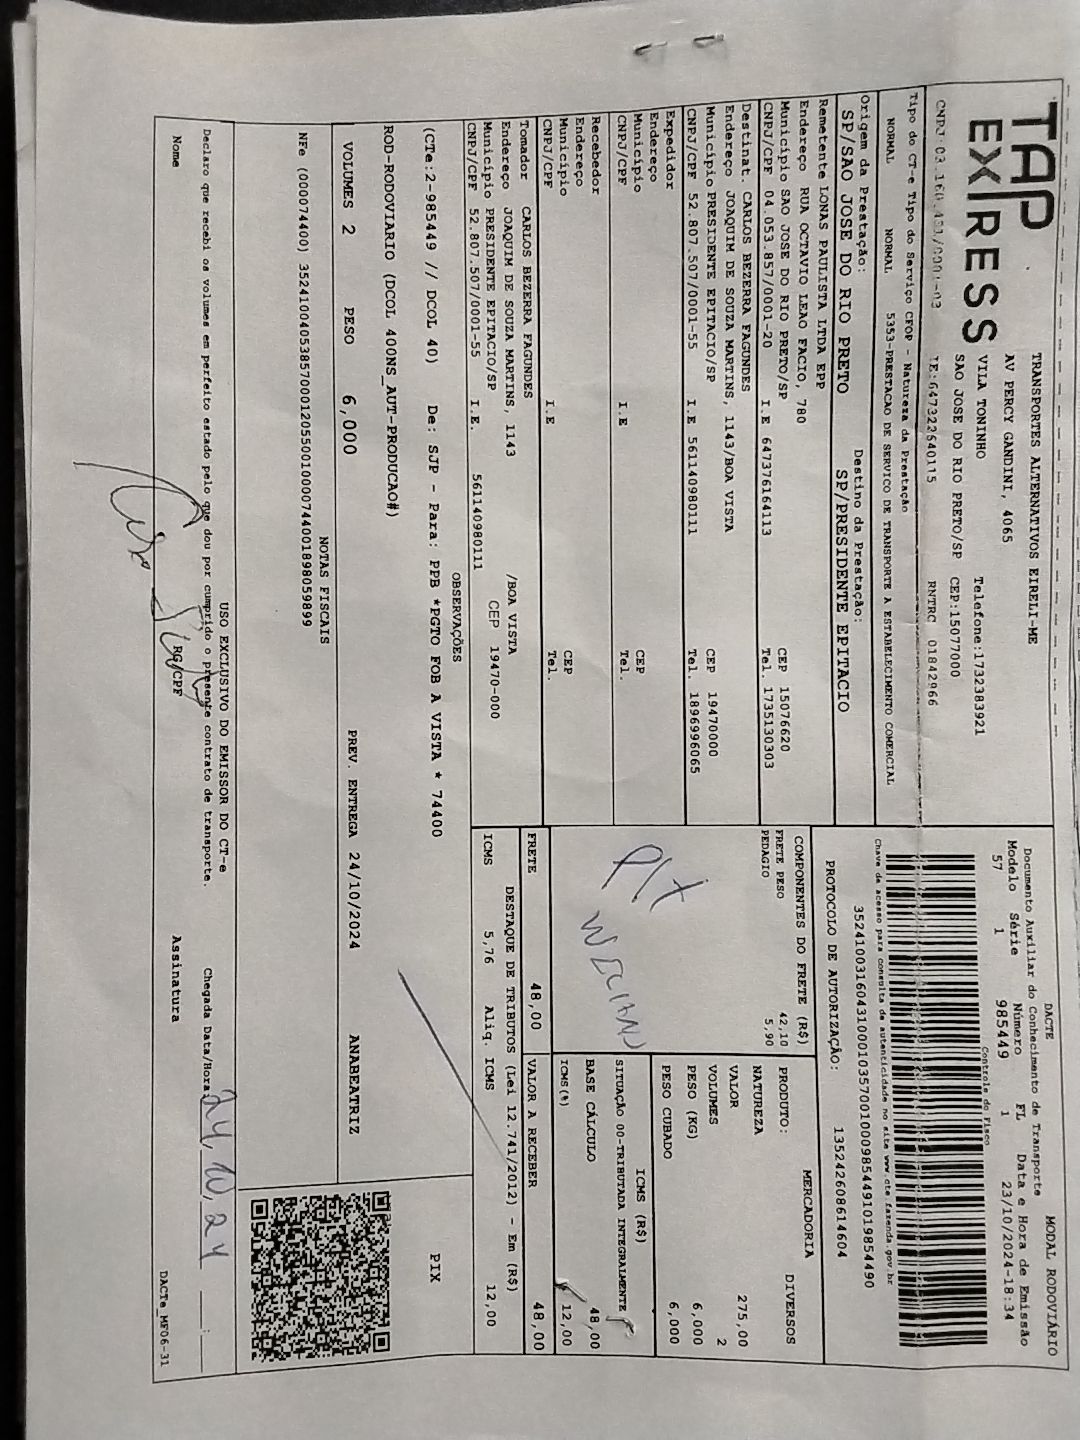 TAP
EXPRESS
TRANSPORTES ALTERNATIVOS EIRELI-ME
AV PERCY GANDINI, 4065
VILA TONINHO Telefone:1732383921
SAO JOSE DO RIO PRETO/SP CEP:15077000
IE:647323640115 RNTRC 01842966
Tipo do CT-e Tipo do Serviço CFOP - Natureza da Prestação
NORMAL NORMAL 5353-PRESTACAO DE SERVICO DE TRANSPORTE A ESTABELECIMENTO COMERCIAL
Origem da Prestação: Destino da Prestação:
SP/SAO JOSE DO RIO PRETO SP/PRESIDENTE EPITACIO
Remetente LONAS PAULISTA LTDA EPP
Endereço RUA OCTAVIO LEAO FACIO, 780
Município SAO JOSE DO RIO PRETO/SP CEP 15076620
CNPJ/CPF 04.053.857/0001-20 I.E 647376164113 Tel. 1735130303
Destinat. CARLOS BEZERRA FAGUNDES
Endereço JOAQUIM DE SOUZA MARTINS, 1143/BOA VISTA
Município PRESIDENTE EPITACIO/SP CEP 19470000
CNPJ/CPF 52.807.507/0001-55 I.E 561140980111 Tel. 1896996065
Expedidor
Endereço
Município CEP
CNPJ/CPF I.E Tel.
Recebedor
Endereço
Município CEP
CNPJ/CPF I.E Tel.
Tomador CARLOS BEZERRA FAGUNDES
Endereço JOAQUIM DE SOUZA MARTINS, 1143 /BOA VISTA
Município PRESIDENTE EPITACIO/SP CEP 19470-000
CNPJ/CPF 52.807.507/0001-55 I.E. 561140980111
DACTE MODAL RODOVIÁRIO
Documento Auxiliar do Conhecimento de Transporte
Modelo Série Número FL Data e Hora de Emissão
57 1 985449 1 23/10/2024-18:34
Controle do Fisco
Chave de acesso para consulta de autenticidade no site www.cte.fazenda.gov.br
35241003160431000103570010009854491019854490
PROTOCOLO DE AUTORIZAÇÃO: 135242608614604
COMPONENTES DO FRETE (R$)
FRETE PESO 42,10
PEDAGIO 5,90
PIX
MERCADORIA
PRODUTO: DIVERSOS
NATUREZA
VALOR 275,00
VOLUMES 2
PESO (KG) 6,000
PESO CUBADO 6,000
ICMS (R$)
SITUAÇÃO 00-TRIBUTADA INTEGRALMENTE
BASE CÁLCULO 48,00
ICMS(%) 12,00
FRETE 48,00 VALOR A RECEBER 48,00
DESTAQUE DE TRIBUTOS (Lei 12.741/2012) - Em (R$)
ICMS 5,76 Alíq. ICMS 12,00
OBSERVAÇÕES
(CTe:2-985449 // DCOL 40) De: SJP - Para: PPB *PGTO FOB A VISTA * 74400
ROD-RODOVIARIO (DCOL 400NS_AUT-PRODUCAO#)
PIX
VOLUMES 2 PESO 6,000 PREV. ENTREGA 24/10/2024 ANABEATRIZ
NOTAS FISCAIS
NFe (000074400) 35241004053857000120550010000744001898059899
USO EXCLUSIVO DO EMISSOR DO CT-e
Declaro que recebi os volumes em perfeito estado pelo que dou por cumprido o presente contrato de transporte. Chegada Data/Hora 24, 10, 24 :
Nome RG/CPF Assinatura
DACTe_MF06-31